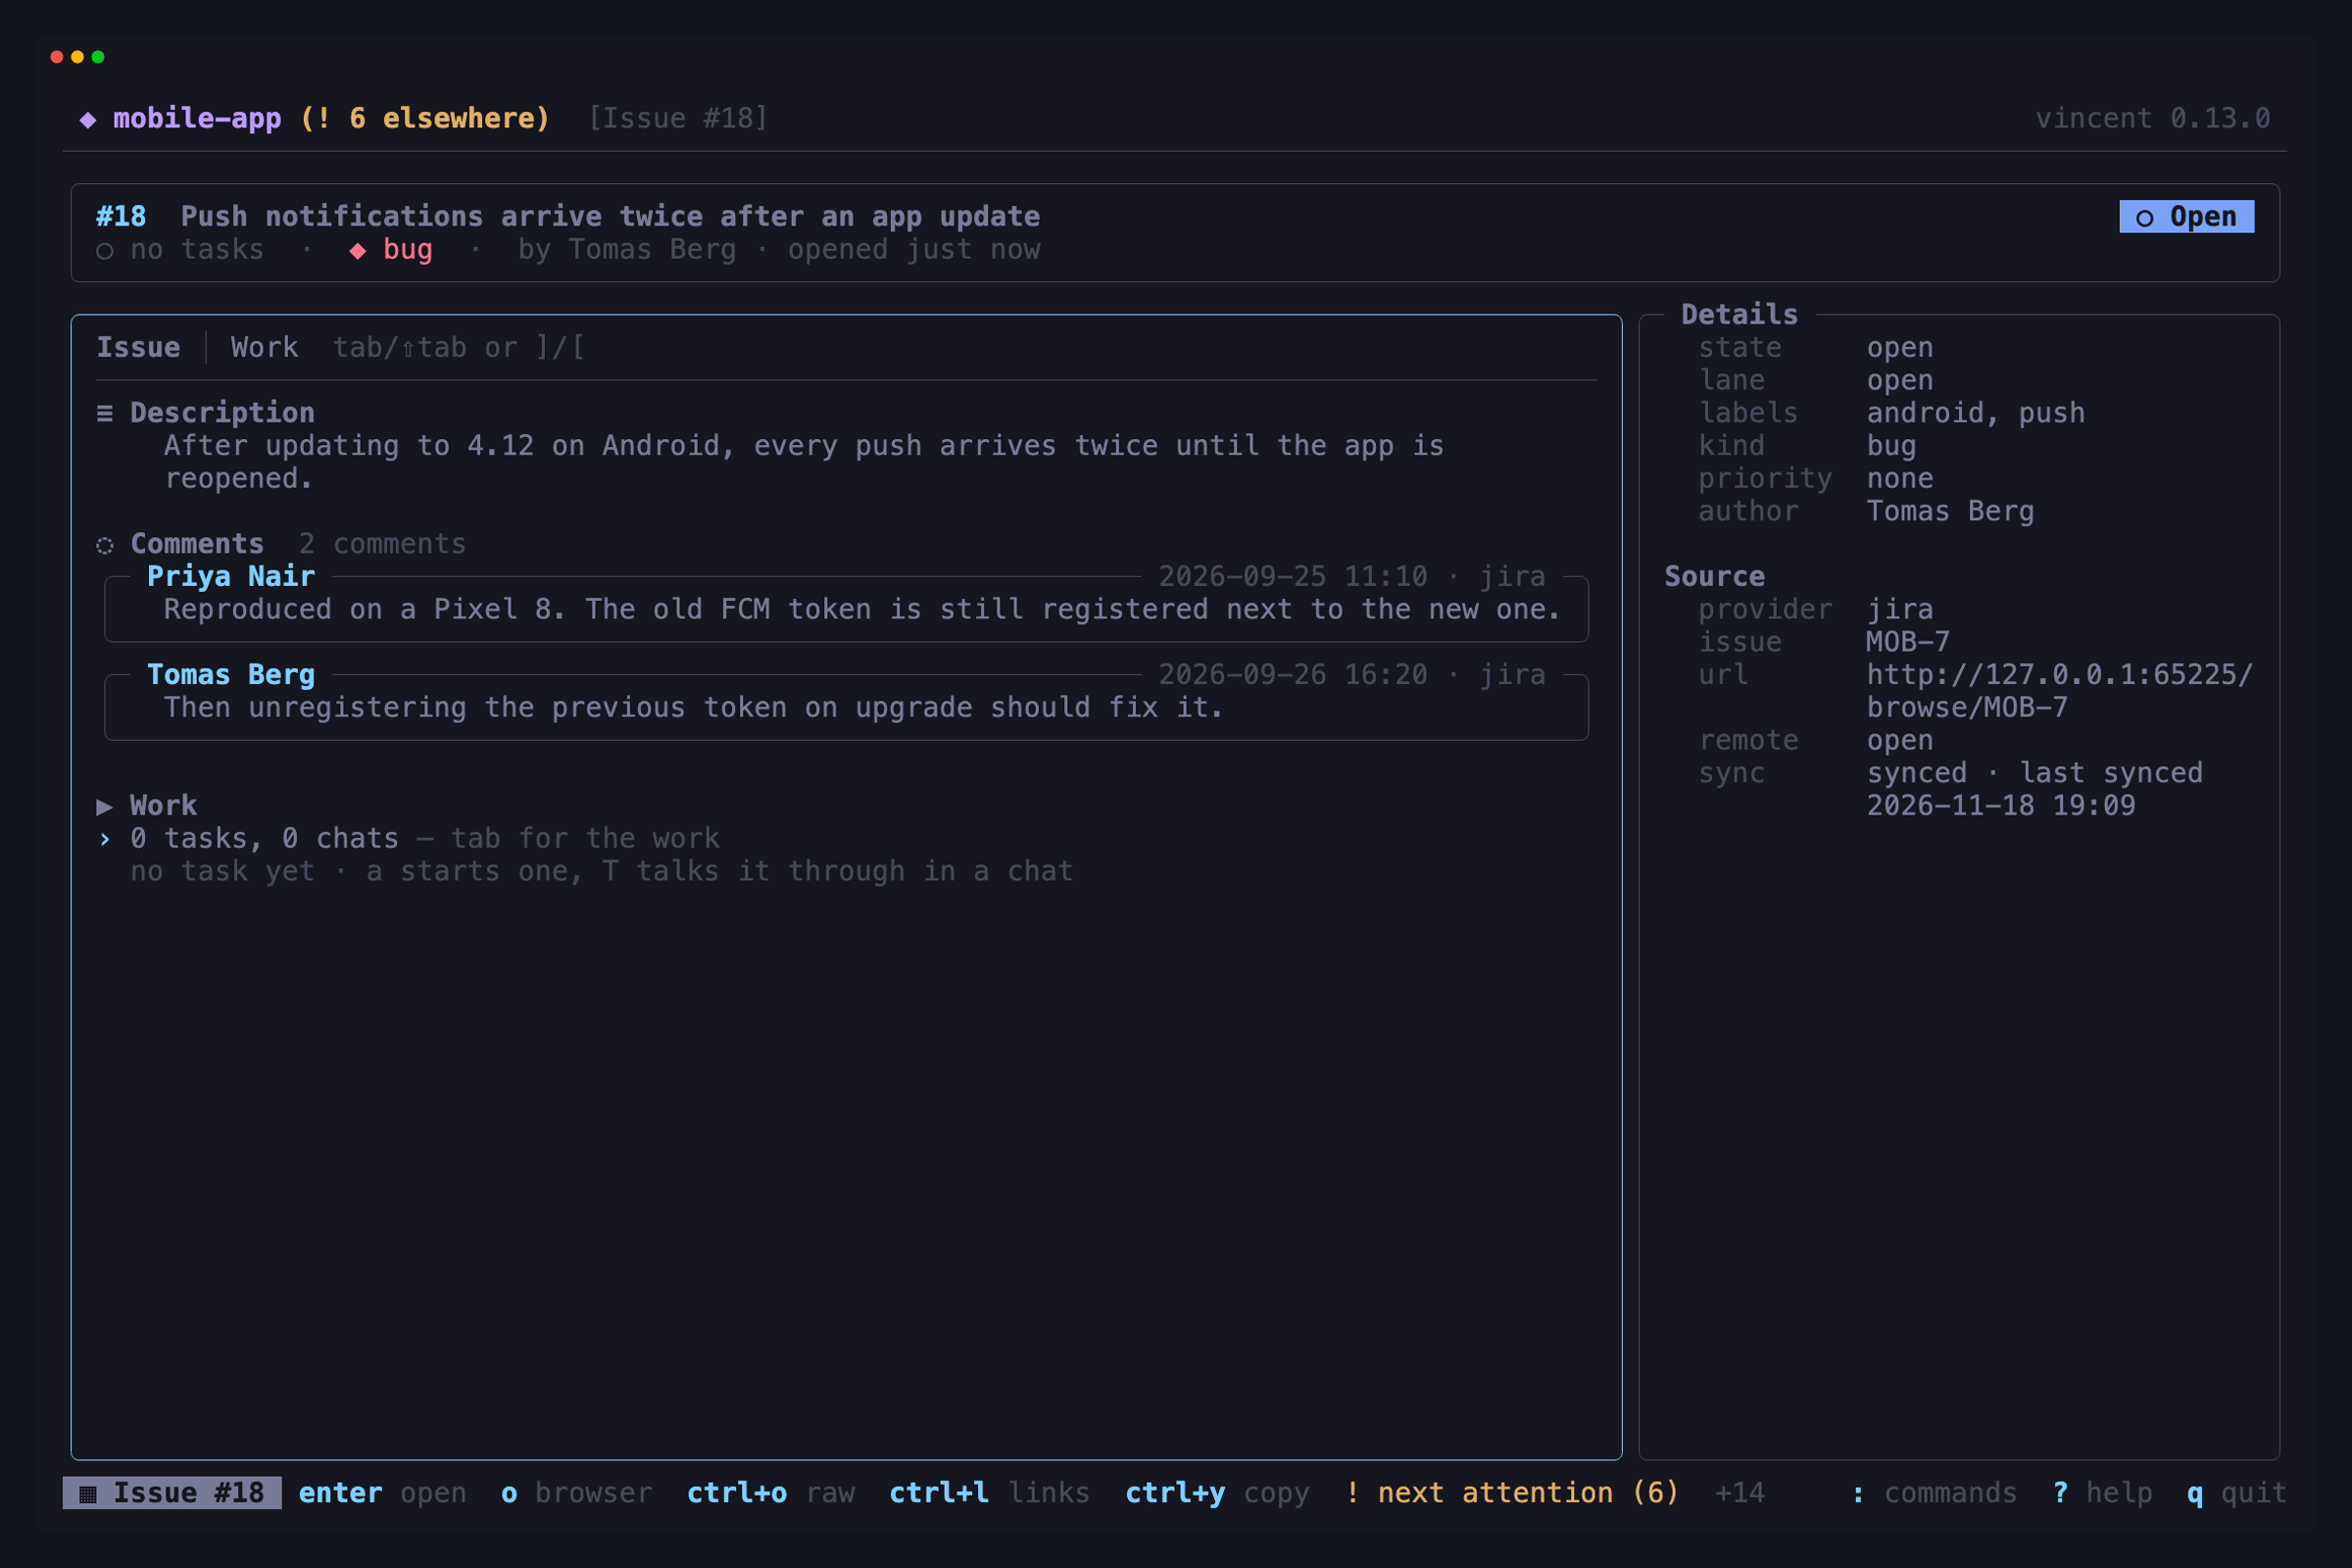 ◆ mobile-app (! 6 elsewhere) [Issue #18] vincent 0.13.0
#18 Push notifications arrive twice after an app update ○ Open
○ no tasks · ◆ bug · by Tomas Berg · opened just now
Issue │ Work tab/⇧tab or ]/[
≡ Description
After updating to 4.12 on Android, every push arrives twice until the app is
reopened.
◌ Comments 2 comments
Priya Nair 2026-09-25 11:10 · jira
Reproduced on a Pixel 8. The old FCM token is still registered next to the new one.
Tomas Berg 2026-09-26 16:20 · jira
Then unregistering the previous token on upgrade should fix it.
▶ Work
› 0 tasks, 0 chats — tab for the work
no task yet · a starts one, T talks it through in a chat
Details
state open
lane open
labels android, push
kind bug
priority none
author Tomas Berg
Source
provider jira
issue MOB-7
url http://127.0.0.1:65225/
browse/MOB-7
remote open
sync synced · last synced
2026-11-18 19:09
▦ Issue #18 enter open o browser ctrl+o raw ctrl+l links ctrl+y copy ! next attention (6) +14 : commands ? help q quit